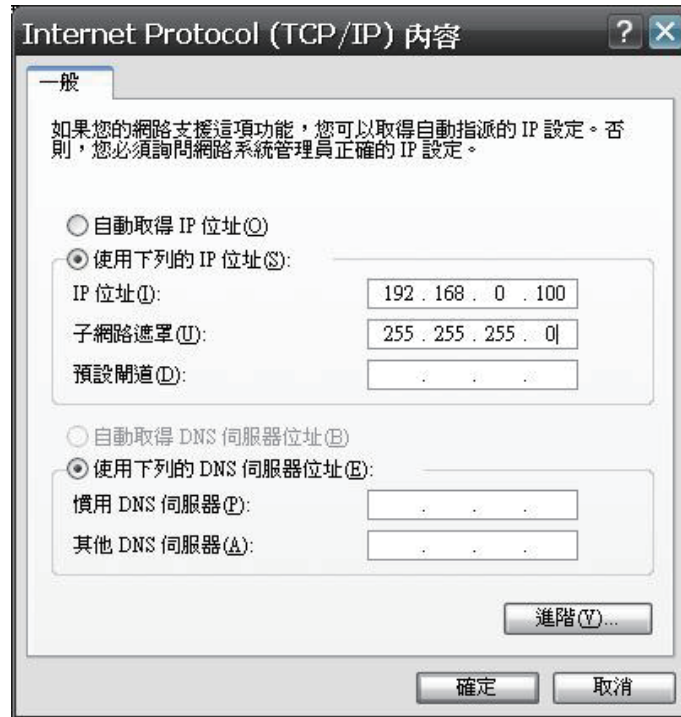 Internet Protocol (TCP/IP) 內容
一般
如果您的網路支援這項功能，您可以取得自動指派的 IP 設定。否
則，您必須詢問網路系統管理員正確的 IP 設定。
自動取得 IP 位址(O)
使用下列的 IP 位址(S):
IP 位址(I): 192 . 168 . 0 . 100
子網路遮罩(U): 255 . 255 . 255 . 0
預設閘道(D): . . .
自動取得 DNS 伺服器位址(B)
使用下列的 DNS 伺服器位址(E):
慣用 DNS 伺服器(P): . . .
其他 DNS 伺服器(A): . . .
進階(V)...
確定 取消